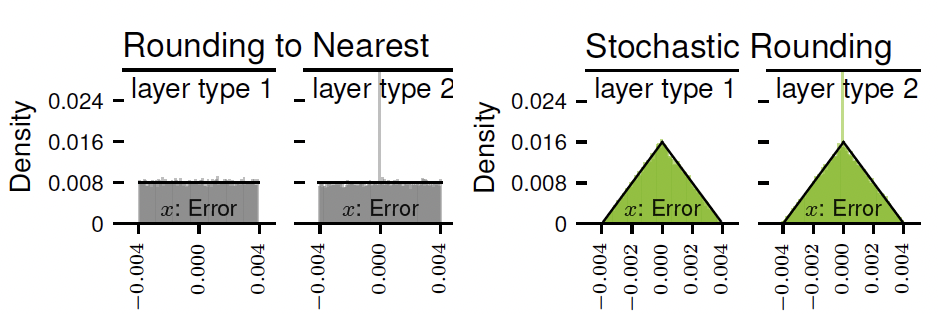 Rounding to Nearest
layer type 1
layer type 2
Density
0.024
0.016
0.008
0
x: Error
x: Error
−0.004
0.000
0.004
−0.004
0.000
0.004
Stochastic Rounding
layer type 1
layer type 2
Density
0.024
0.016
0.008
0
x: Error
x: Error
−0.004
−0.002
0.000
0.002
0.004
−0.004
−0.002
0.000
0.002
0.004